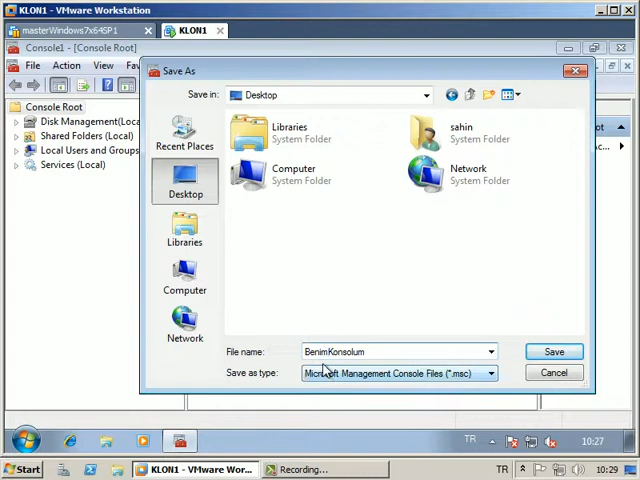 KLON1 - VMware Workstation
masterWindows7x64SP1
KLON1
Console1 - [Console Root]
File Action View Fav
Save As
Save in: Desktop
Console Root
Disk Management(Loca
Shared Folders (Local)
Local Users and Groups
Services (Local)
Recent Places
Desktop
Libraries
Computer
Network
Libraries
System Folder
sahin
System Folder
Computer
System Folder
Network
System Folder
File name: BenimKonsolum
Save
Save as type: Microsoft Management Console Files (*.msc)
Cancel
TR 10:27
Start
KLON1 - VMware Wor...
Recording...
TR 10:29